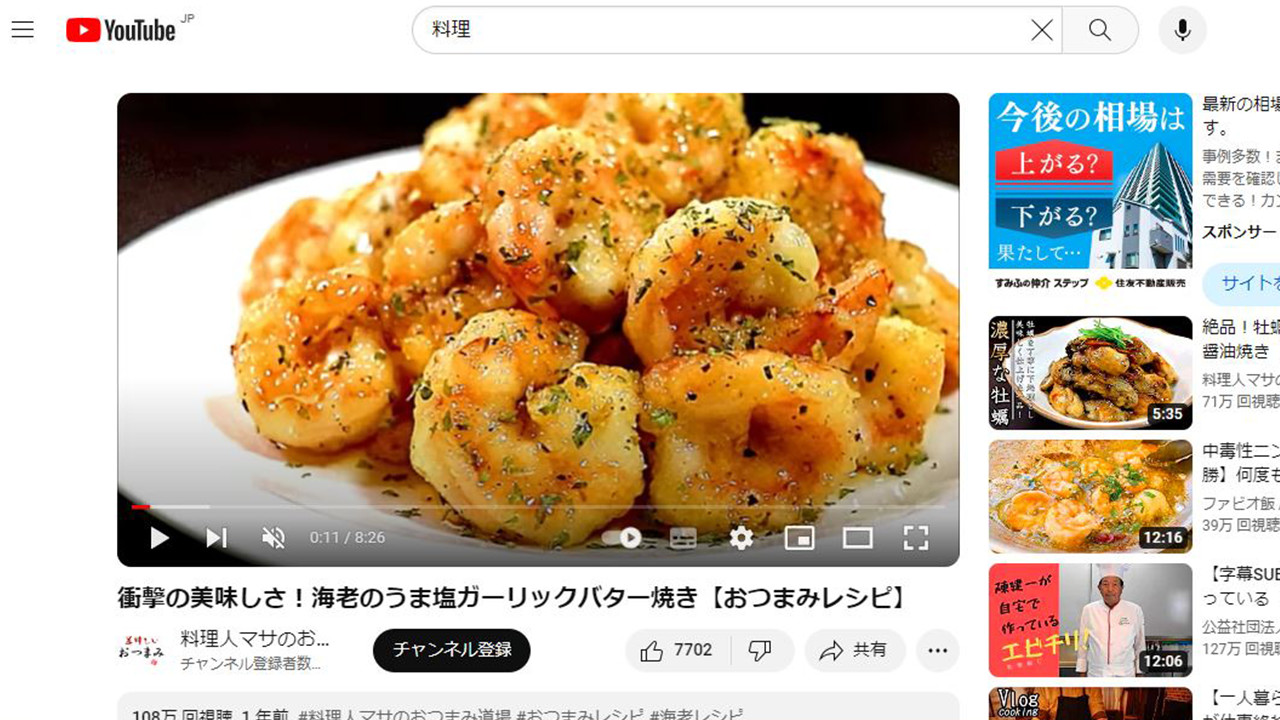 YouTube JP
料理
今後の相場は
上がる?
下がる?
果たして…
すみふの仲介 ステップ 住友不動産販売
最新の相場
す。
事例多数!
需要を確認し
できる!カン
スポンサー
サイトを
0:11 / 8:26
濃厚な牡蠣
5:35
絶品!牡蠣
醤油焼き
料理人マサの
71万 回視聴
12:16
中毒性ニン
勝】何度も
ファビオ飯
39万 回視聴
衝撃の美味しさ!海老のうま塩ガーリックバター焼き【おつまみレシピ】
美味しい
おつまみ
料理人マサのお...
チャンネル登録者数...
チャンネル登録
7702
共有
陳建一が
自宅で
作っている
エビチリ!
12:06
【字幕SUB
っている
公益社団法人
127万 回視聴
108万 回視聴 1 年前 #料理人マサのおつまみ道場 #おつまみレシピ #海老レシピ
Vlog
cooking
【一人暮ら